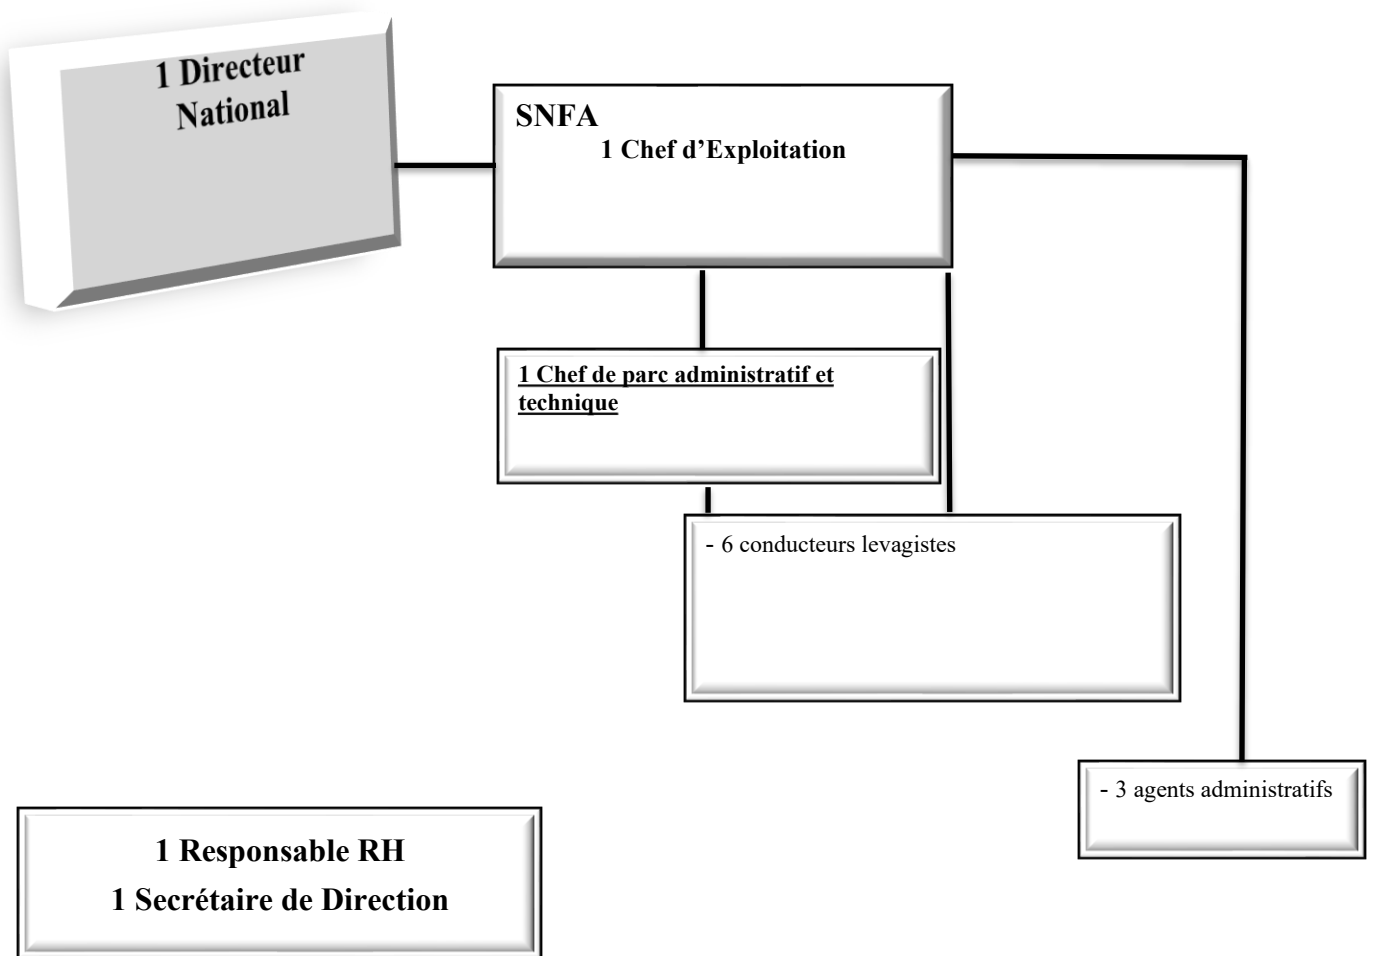 1 Directeur
National
SNFA
1 Chef d’Exploitation
1 Chef de parc administratif et
technique
- 6 conducteurs levagistes
- 3 agents administratifs
1 Responsable RH
1 Secrétaire de Direction